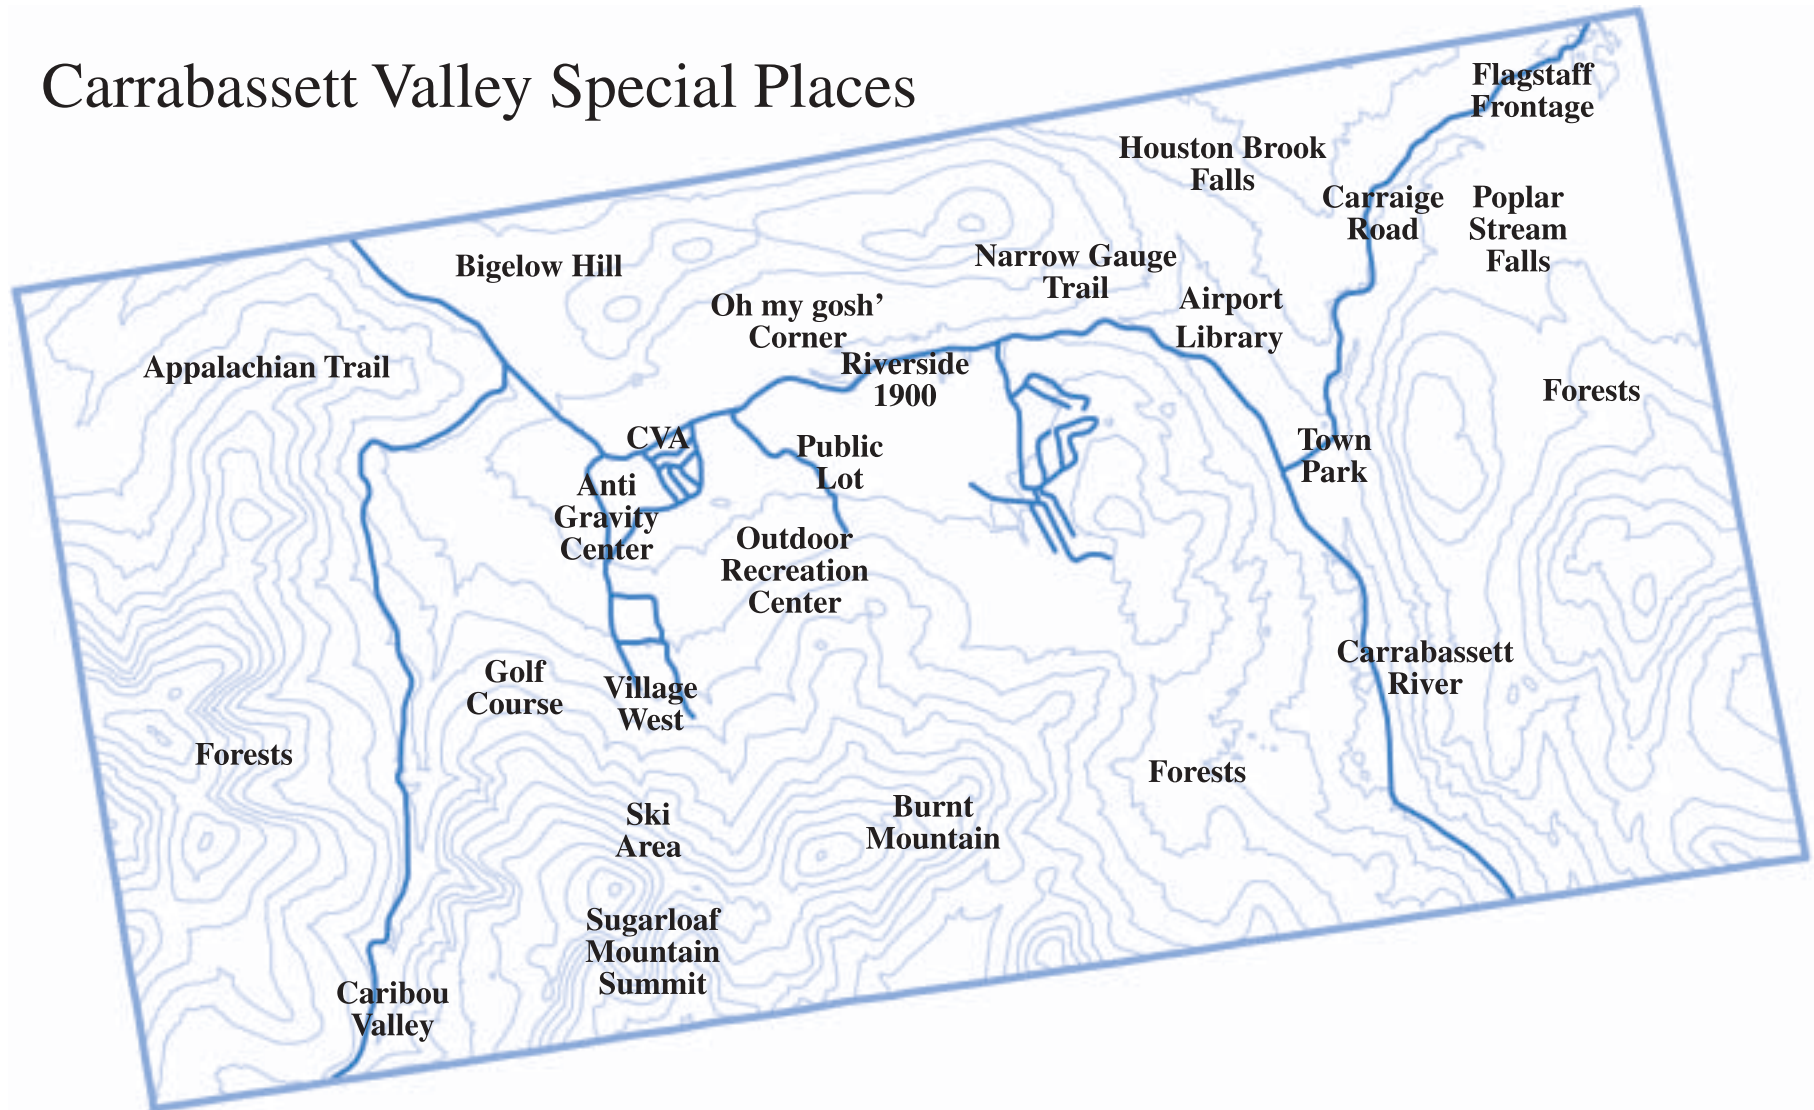 Carrabassett Valley Special Places
Flagstaff
Frontage
Houston Brook
Falls
Carraige
Road
Poplar
Stream
Falls
Bigelow Hill
Narrow Gauge
Trail
Oh my gosh’
Corner
Airport
Library
Appalachian Trail
Riverside
1900
Forests
CVA
Public
Lot
Town
Park
Anti
Gravity
Center
Outdoor
Recreation
Center
Golf
Course
Village
West
Carrabassett
River
Forests
Forests
Ski
Area
Burnt
Mountain
Sugarloaf
Mountain
Summit
Caribou
Valley